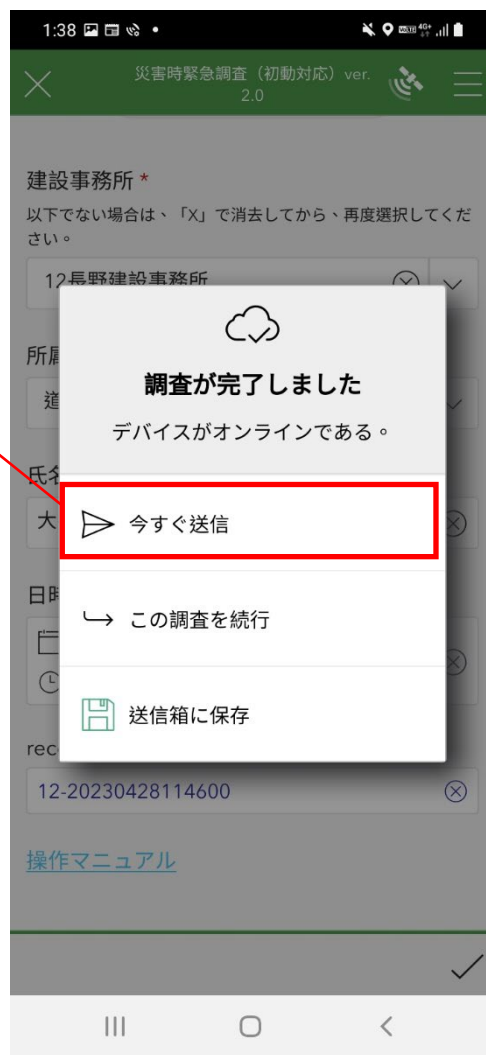 1:38
4G+
災害時緊急調査（初動対応）ver.
2.0
建設事務所 *
以下でない場合は、「X」で消去してから、再度選択してくだ
さい。
12長野建設事務所
所属
道
調査が完了しました
デバイスがオンラインである。
氏名
大
今すぐ送信
日時
この調査を続行
送信箱に保存
rec
12-20230428114600
操作マニュアル